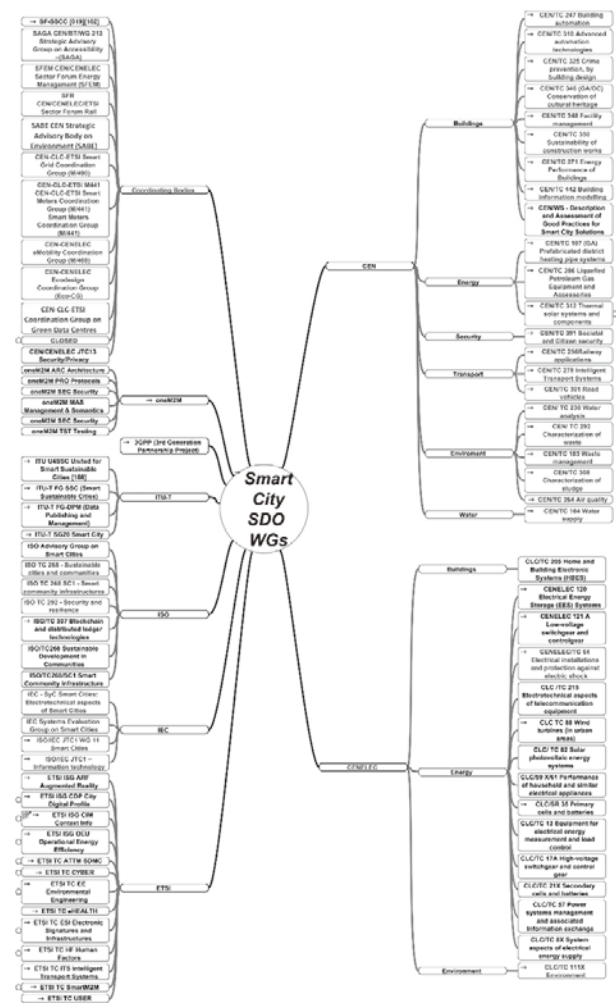 → SF-SSCC [019][162]
SAGA CEN/BT/WG 213
Strategic Advisory
Group on Accessibility
-(SAGA)
SFEM CEN/CENELEC
Sector Forum Energy
Management (SFEM)
SFR
CEN/CENELEC/ETSI
Sector Forum Rail
SABE CEN Strategic
Advisory Body on
Environment (SABE)
CEN-CLC-ETSI Smart
Grid Coordination
Group (M/490)
CEN-CLC-ETSI M441
CEN-CLC-ETSI Smart
Meters Coordination
Group (M/441)
Smart Meters
Coordination Group
(M/441)
CEN-CENELEC
eMobility Coordination
Group (M/468)
CEN-CENELEC
Ecodesign
Coordination Group
(Eco-CG)
CEN-CLC-ETSI
Coordination Group on
Green Data Centres
CLOSED
CEN/CENELEC JTC13
Security/Privacy
Coordinating Bodies
oneM2M ARC Architecture
oneM2M PRO Protocols
oneM2M SEC Security
oneM2M MAS
Management & Semantics
oneM2M SEC Security
oneM2M TST Testing
→ oneM2M
→ 3GPP (3rd Generation
Partnership Project)
→ ITU U4SSC United for
Smart Sustainable
Cities [188]
→ ITU-T FG-SSC (Smart
Sustainable Cities)
→ ITU-T FG-DPM (Data
Publishing and
Management)
→ ITU-T SG20 Smart City
ITU-T
ISO Advisory Group on
Smart Cities
ISO TC 268 - Sustainable
cities and communities
ISO TC 268 SC1 - Smart
community infrastructures
ISO TC 292 - Security and
resilience
→ ISO/TC 307 Blockchain
and distributed ledger
technologies
ISO/TC268 Sustainable
Development in
Communities
ISO/TC268/SC1 Smart
Community Infrastructure
ISO
IEC - SyC Smart Cities:
Electrotechnical aspects
of Smart Cities
IEC Systems Evaluation
Group on Smart Cities
→ ISO/IEC JTC1 WG 11
Smart Cities
→ ISO/IEC JTC1 –
Information technology
IEC
→ ETSI ISG ARF
Augmented Reality
→ ETSI ISG CDP City
Digital Profile
→ ETSI ISG CIM
Context Info
→ ETSI ISG OEU
Operational Energy
Efficiency
→ ETSI TC ATTM SDMC
→ ETSI TC CYBER
→ ETSI TC EE
Environmental
Engineering
→ ETSI TC eHEALTH
→ ETSI TC ESI Electronic
Signatures and
Infrastructures
→ ETSI TC HF Human
Factors
→ ETSI TC ITS Intelligent
Transport Systems
→ ETSI TC SmartM2M
→ ETSI TC USER
ETSI
Smart
City
SDO
WGs
CEN
Buildings
→ CEN/TC 247 Building
automation
→ CEN/TC 310 Advanced
automation
technologies
→ CEN/TC 325 Crime
prevention, by
building design
→ CEN/TC 346 (GA/OC)
Conservation of
cultural heritage
→ CEN/TC 348 Facility
management
→ CEN/TC 350
Sustainability of
construction works
→ CEN/TC 371 Energy
Performance of
Buildings
→ CEN/TC 442 Building
Information modelling
→ CEN/WS - Description
and Assessment of
Good Practices for
Smart City Solutions
Energy
→ CEN/TC 107 (GA)
Prefabricated district
heating pipe systems
→ CEN/TC 286 Liquefied
Petroleum Gas
Equipment and
Accessories
→ CEN/TC 312 Thermal
solar systems and
components
Security
→ CEN/TC 391 Societal
and Citizen security
Transport
→ CEN/TC 256Railway
applications
→ CEN/TC 278 Intelligent
Transport Systems
→ CEN/TC 301 Road
vehicles
Enviroment
→ CEN/ TC 230 Water
analysis
→ CEN/ TC 292
Characterization of
waste
→ CEN/TC 183 Waste
management
→ CEN/TC 308
Characterization of
sludge
→ CEN/TC 264 Air quality
Water
→ CEN/TC 164 Water
supply
CENELEC
Buildings
CLC/TC 205 Home and
Building Electronic
Systems (HBES)
Energy
→ CENELEC 120
Electrical Energy
Storage (EES) Systems
→ CENELEC 121 A
Low-voltage
switchgear and
controlgear
→ CENELEC/TC 64
Electrical installations
and protection against
electric shock
CLC /TC 215
Electrotechnical aspects
of telecommunication
equipment
→ CLC TC 88 Wind
turbines (in urban
areas)
→ CLC/ TC 82 Solar
photovoltaic energy
systems
CLC/59 X/61 Performance
of household and similar
electrical appliances
→ CLC/SR 35 Primary
cells and batteries
CLC/TC 13 Equipment for
electrical energy
measurement and load
control
→ CLC/TC 17A High-voltage
switchgear and control
gear
→ CLC/TC 21X Secondary
cells and batteries
→ CLC/TC 57 Power
systems management
and associated
Information exchange
→ CLC/TC 8X System
aspects of electrical
energy supply
Environment
→ CLC/TC 111X
Environment